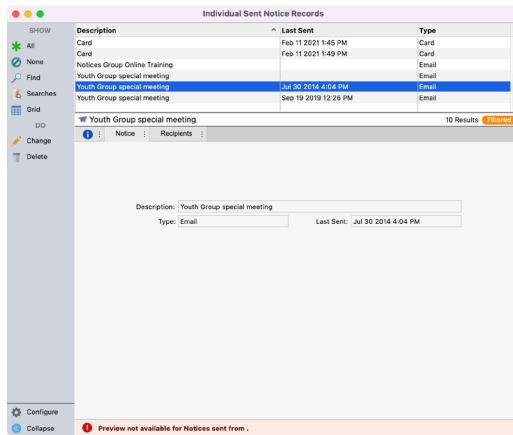 Individual Sent Notice Records
SHOW
All
None
Find
Searches
Grid
DO
Change
Delete
Configure
Collapse
Description ^ Last Sent Type
Card Feb 11 2021 1:45 PM Card
Card Feb 11 2021 1:49 PM Card
Notices Group Online Training Email
Youth Group special meeting Email
Youth Group special meeting Jul 30 2014 4:04 PM Email
Youth Group special meeting Sep 19 2019 12:26 PM Email
Youth Group special meeting 10 Results Filtered
Notice Recipients
Description: Youth Group special meeting
Type: Email Last Sent: Jul 30 2014 4:04 PM
Preview not available for Notices sent from .